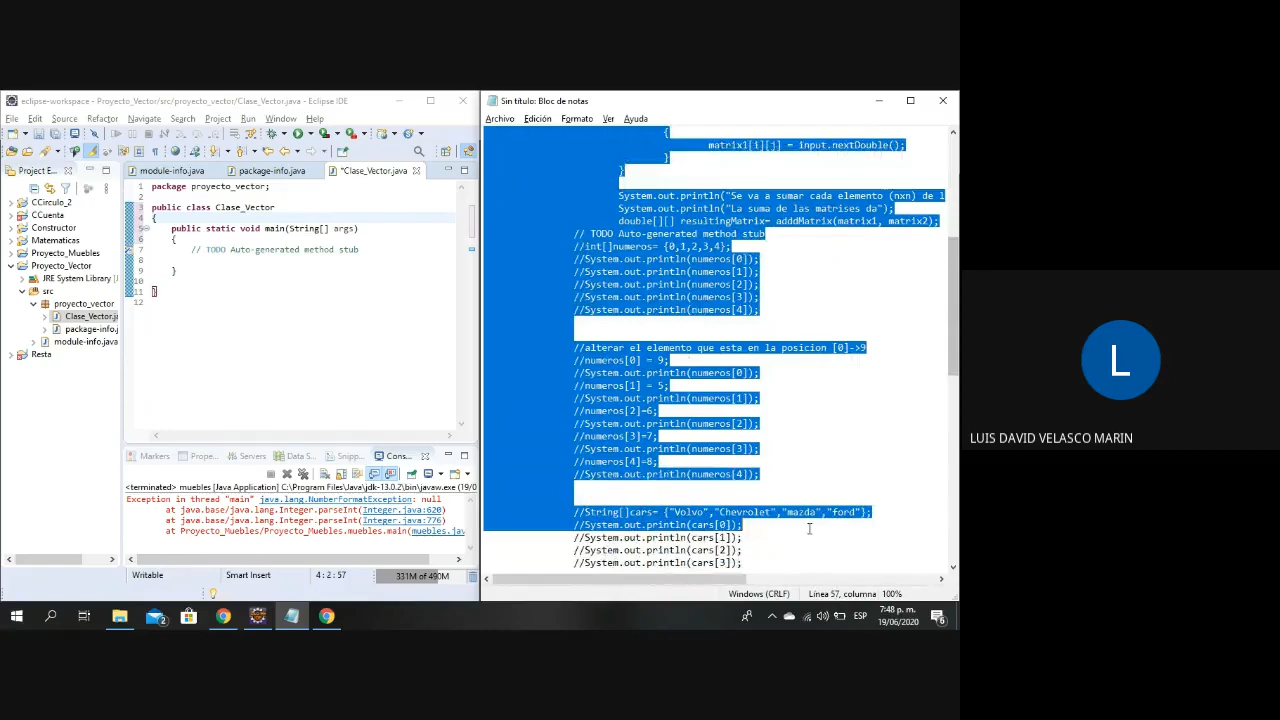 eclipse-workspace - Proyecto_Vector/src/proyecto_vector/Clase_Vector.java - Eclipse IDE
File Edit Source Refactor Navigate Search Project Run Window Help
Project E...
CCirculo_2
CCuenta
Constructor
Matematicas
Proyecto_Muebles
Proyecto_Vector
JRE System Library [
src
proyecto_vector
Clase_Vector.ja
package-info.j
module-info.java
Resta
module-info.java package-info.java *Clase_Vector.java
1 package proyecto_vector;
2
3 public class Clase_Vector
4 {
5 public static void main(String[] args)
6 {
7 // TODO Auto-generated method stub
8
9 }
10
11 }
12
Markers Prope... Servers Data S... Snipp... Cons...
<terminated> muebles [Java Application] C:\Program Files\Java\jdk-13.0.2\bin\javaw.exe (19/0
Exception in thread "main" java.lang.NumberFormatException: null
at java.base/java.lang.Integer.parseInt(Integer.java:620)
at java.base/java.lang.Integer.parseInt(Integer.java:776)
at Proyecto_Muebles/muebles.muebles.main(muebles.jav
Writable Smart Insert 4 : 2 : 57 331M of 490M
Sin título: Bloc de notas
Archivo Edición Formato Ver Ayuda
{
matrix1[i][j] = input.nextDouble();
}
}
System.out.println("Se va a sumar cada elemento (nxn) de l
System.out.println("La suma de las matrises da");
double[][] resultingMatrix= adddMatrix(matrix1, matrix2);
// TODO Auto-generated method stub
//int[]numeros= {0,1,2,3,4};
//System.out.println(numeros[0]);
//System.out.println(numeros[1]);
//System.out.println(numeros[2]);
//System.out.println(numeros[3]);
//System.out.println(numeros[4]);
//alterar el elemento que esta en la posicion [0]->9
//numeros[0] = 9;
//System.out.println(numeros[0]);
//numeros[1] = 5;
//System.out.println(numeros[1]);
//numeros[2]=6;
//System.out.println(numeros[2]);
//numeros[3]=7;
//System.out.println(numeros[3]);
//numeros[4]=8;
//System.out.println(numeros[4]);
//String[]cars= {"Volvo","Chevrolet","mazda","ford"};
//System.out.println(cars[0]);
//System.out.println(cars[1]);
//System.out.println(cars[2]);
//System.out.println(cars[3]);
Windows (CRLF) Línea 57, columna 100%
2 ESP 7:48 p. m. 19/06/2020 6
L
LUIS DAVID VELASCO MARIN